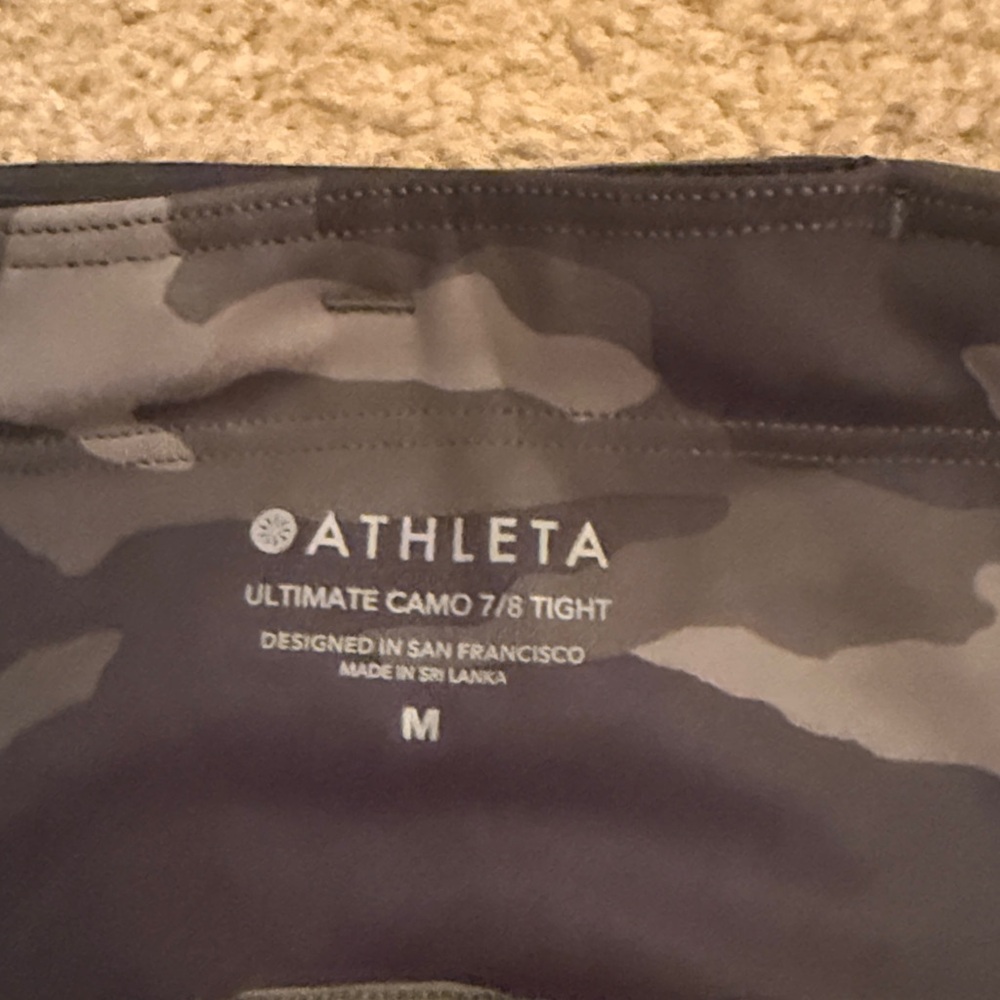 ATHLETA
ULTIMATE CAMO 7/8 TIGHT
DESIGNED IN SAN FRANCISCO
MADE IN SRI LANKA
M